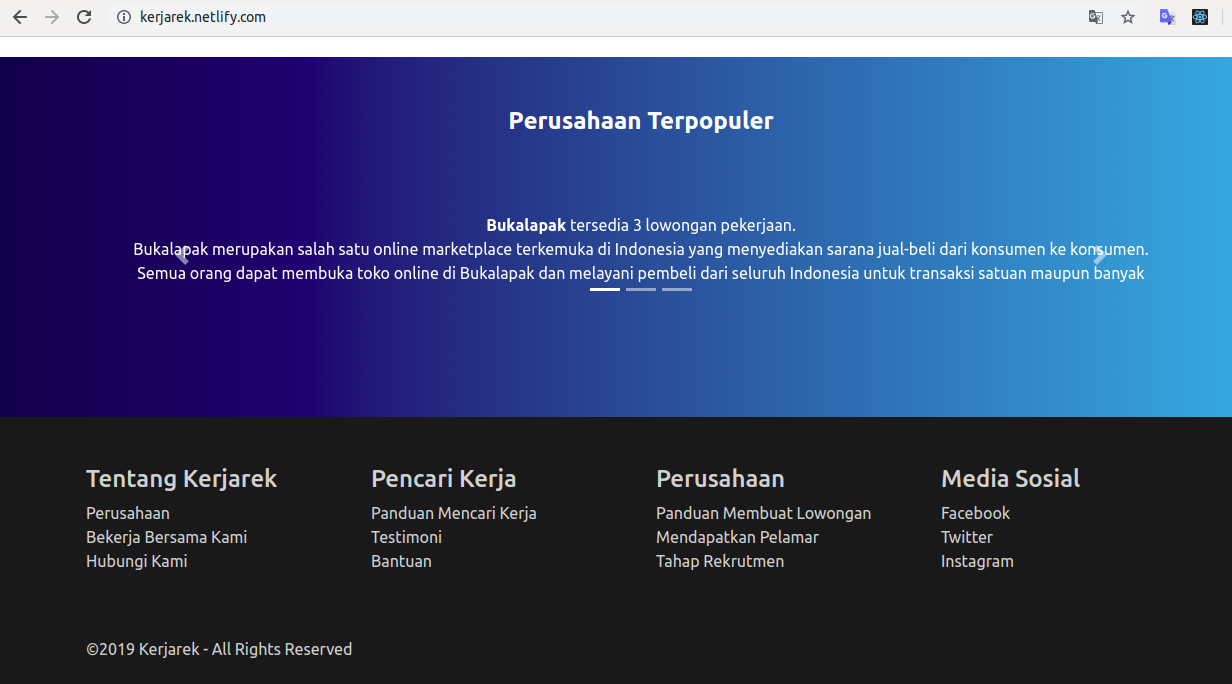 kerjarek.netlify.com
Perusahaan Terpopuler
Bukalapak tersedia 3 lowongan pekerjaan.
Bukalapak merupakan salah satu online marketplace terkemuka di Indonesia yang menyediakan sarana jual-beli dari konsumen ke konsumen.
Semua orang dapat membuka toko online di Bukalapak dan melayani pembeli dari seluruh Indonesia untuk transaksi satuan maupun banyak
Tentang Kerjarek
Perusahaan
Bekerja Bersama Kami
Hubungi Kami
Pencari Kerja
Panduan Mencari Kerja
Testimoni
Bantuan
Perusahaan
Panduan Membuat Lowongan
Mendapatkan Pelamar
Tahap Rekrutmen
Media Sosial
Facebook
Twitter
Instagram
©2019 Kerjarek - All Rights Reserved